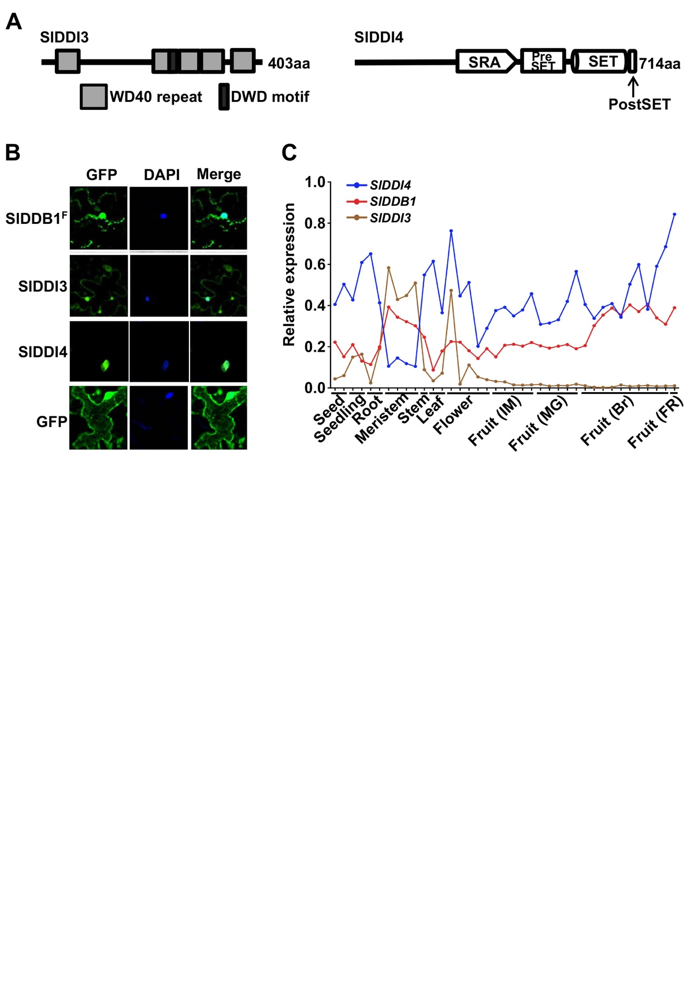 A
SlDDI3
403aa
WD40 repeat
DWD motif
SlDDI4
SRA
Pre
SET
SET
714aa
PostSET
B
GFP DAPI Merge
SlDDB1F
SlDDI3
SlDDI4
GFP
C
Relative expression
1.0
0.8
0.6
0.4
0.2
0.0
SlDDI4
SlDDB1
SlDDI3
Seed
Seedling
Root
Meristem
Stem
Leaf
Flower
Fruit (IM)
Fruit (MG)
Fruit (Br)
Fruit (FR)